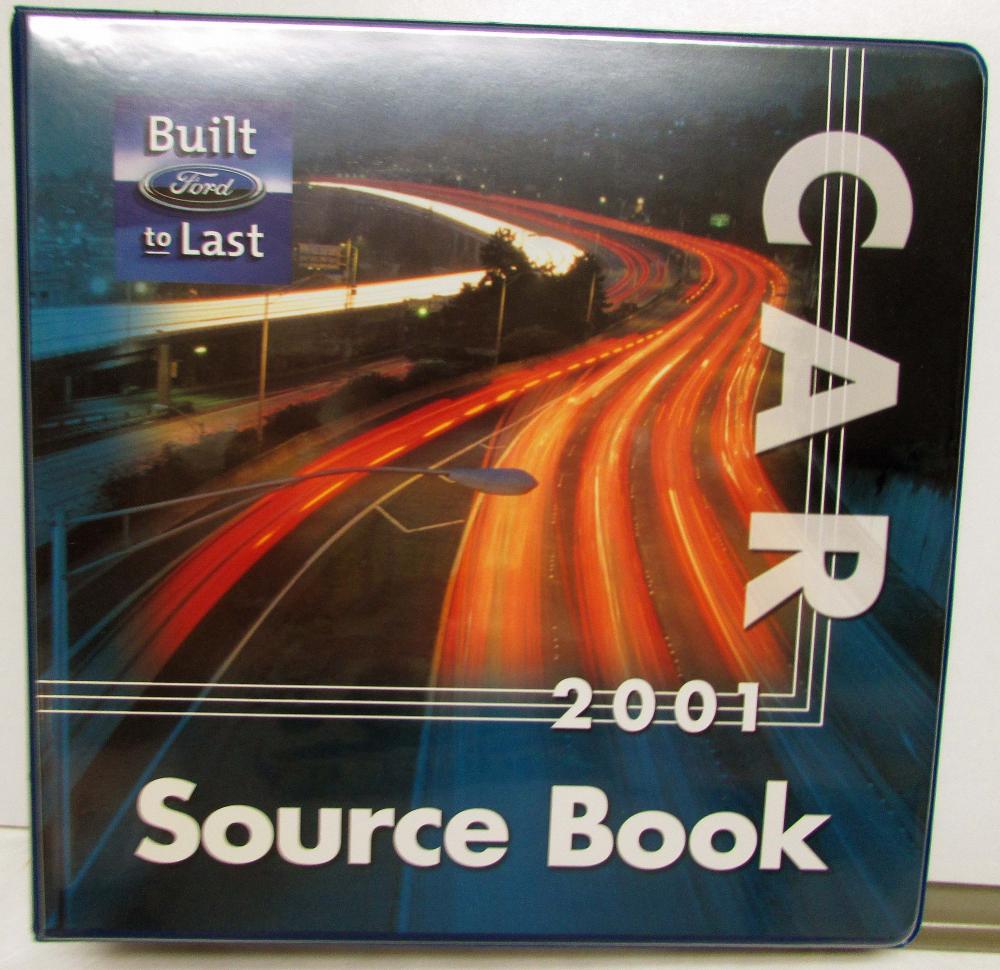 Built
Ford
to Last
CAR
2001
Source Book